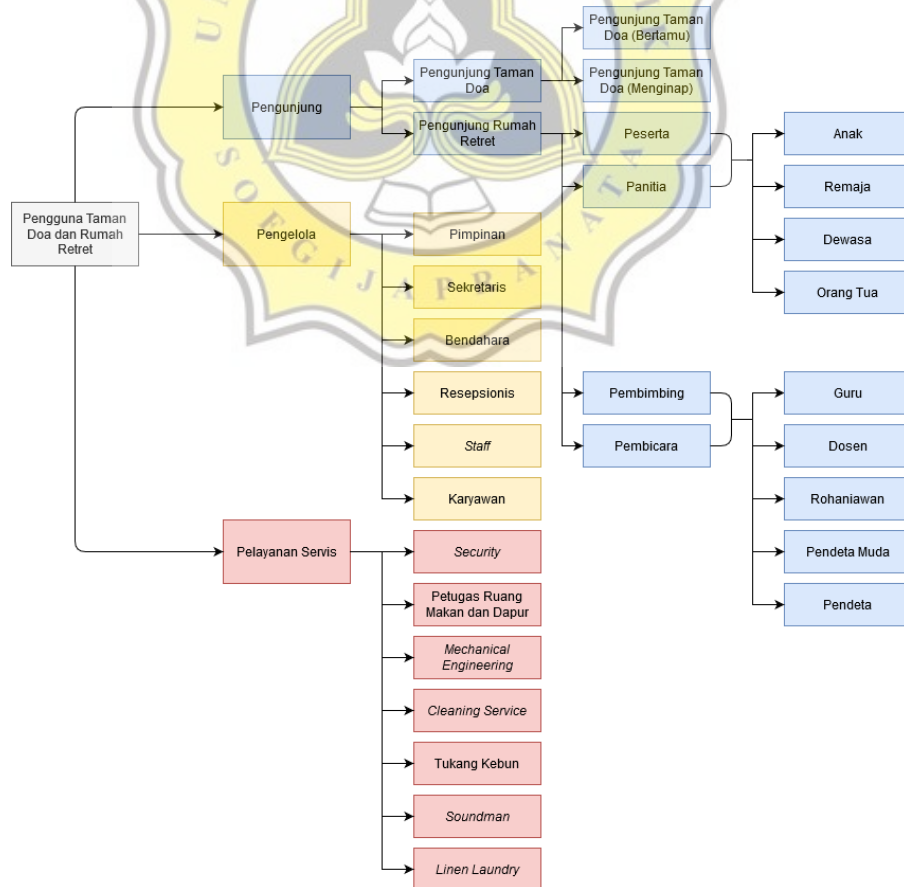 Pengguna Taman
Doa dan Rumah
Retret
Pengunjung
Pengelola
Pelayanan Servis
Pengunjung Taman
Doa
Pengunjung Rumah
Retret
Pimpinan
Sekretaris
Bendahara
Resepsionis
Staff
Karyawan
Security
Petugas Ruang
Makan dan Dapur
Mechanical
Engineering
Cleaning Service
Tukang Kebun
Soundman
Linen Laundry
Pengunjung Taman
Doa (Bertamu)
Pengunjung Taman
Doa (Menginap)
Peserta
Panitia
Pembimbing
Pembicara
Anak
Remaja
Dewasa
Orang Tua
Guru
Dosen
Rohaniawan
Pendeta Muda
Pendeta
SOEGIJAPRANATA